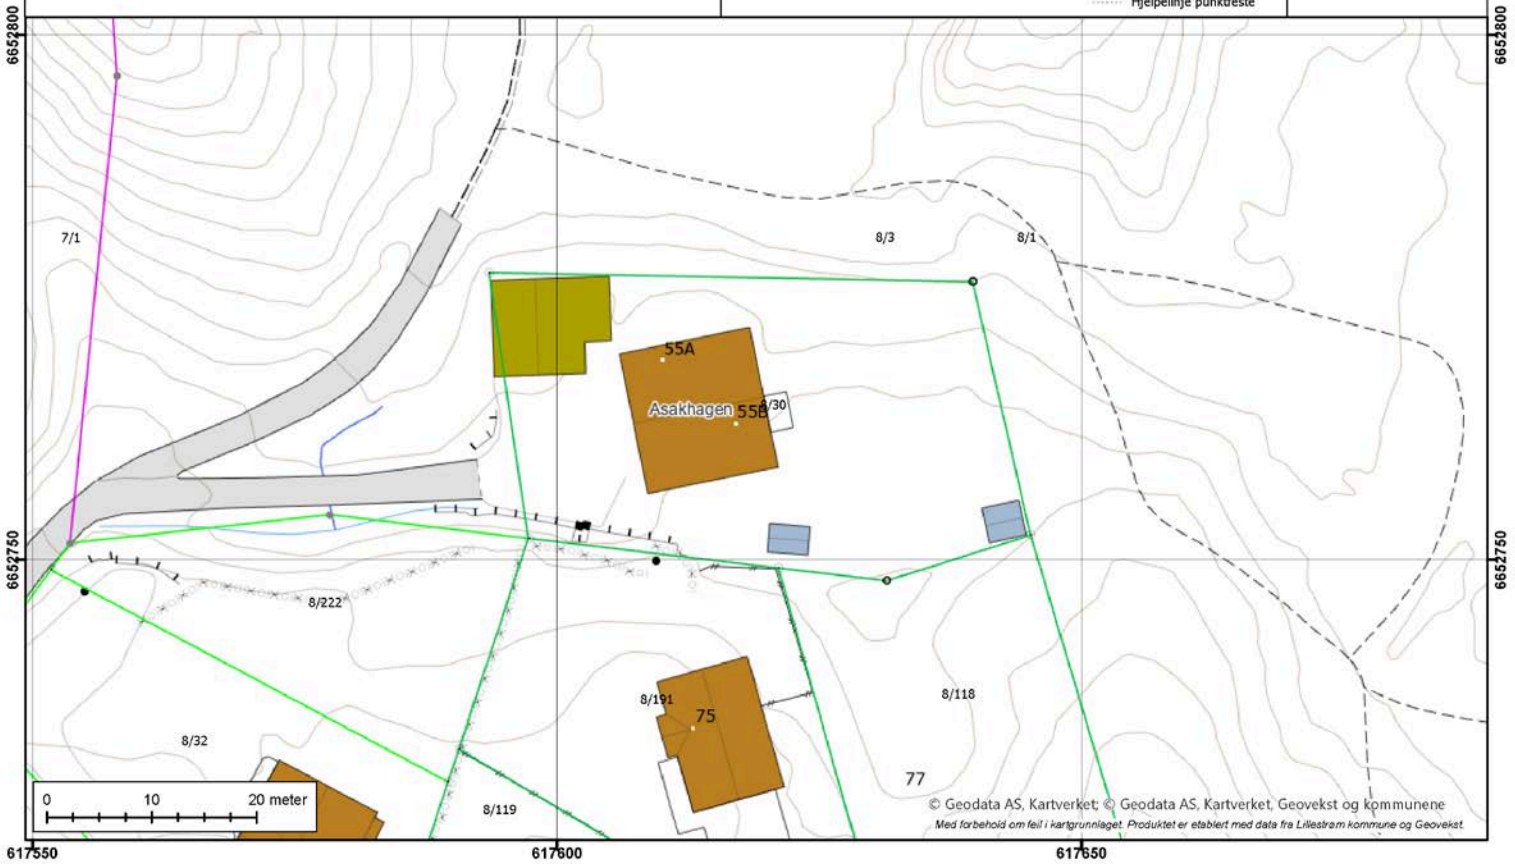 Hjelpelinje punktfeste
6652800
6652800
7/1
8/3
8/1
55A
Asakhagen
55B
8/30
6652750
6652750
8/222
8/191
75
8/118
8/32
77
0 10 20 meter
8/119
© Geodata AS, Kartverket; © Geodata AS, Kartverket, Geovekst og kommunene
Med forbehold om feil i kartgrunnlaget. Produktet er etablert med data fra Lillestrøm kommune og Geovekst.
617550
617600
617650